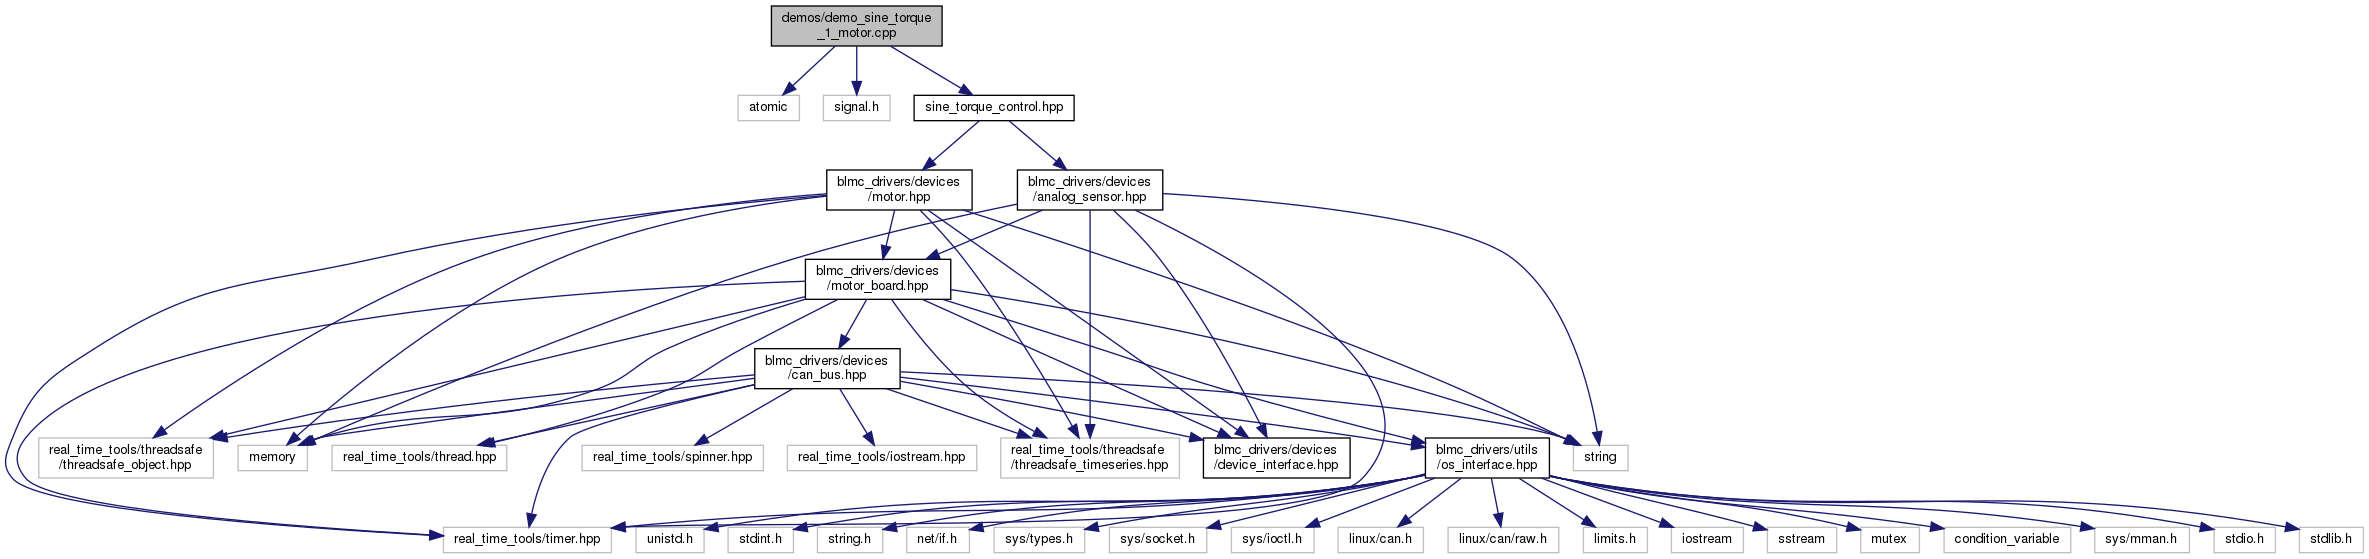 demos/demo_sine_torque
_1_motor.cpp
atomic
signal.h
sine_torque_control.hpp
blmc_drivers/devices
/motor.hpp
blmc_drivers/devices
/analog_sensor.hpp
blmc_drivers/devices
/motor_board.hpp
blmc_drivers/devices
/can_bus.hpp
real_time_tools/threadsafe
/threadsafe_object.hpp
memory
real_time_tools/thread.hpp
real_time_tools/spinner.hpp
real_time_tools/iostream.hpp
real_time_tools/threadsafe
/threadsafe_timeseries.hpp
blmc_drivers/devices
/device_interface.hpp
blmc_drivers/utils
/os_interface.hpp
string
real_time_tools/timer.hpp
unistd.h
stdint.h
string.h
net/if.h
sys/types.h
sys/socket.h
sys/ioctl.h
linux/can.h
linux/can/raw.h
limits.h
iostream
sstream
mutex
condition_variable
sys/mman.h
stdio.h
stdlib.h